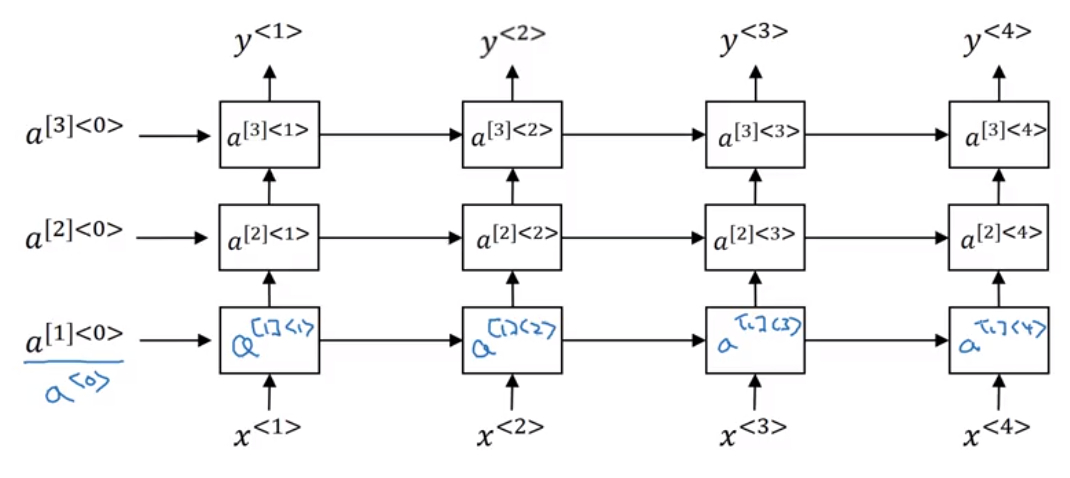 y<1> y<2> y<3> y<4>
a[3]<0> a[3]<1> a[3]<2> a[3]<3> a[3]<4>
a[2]<0> a[2]<1> a[2]<2> a[2]<3> a[2]<4>
a[1]<0> a[1]<1> a[1]<2> a[1]<3> a[1]<4>
a<0>
x<1> x<2> x<3> x<4>